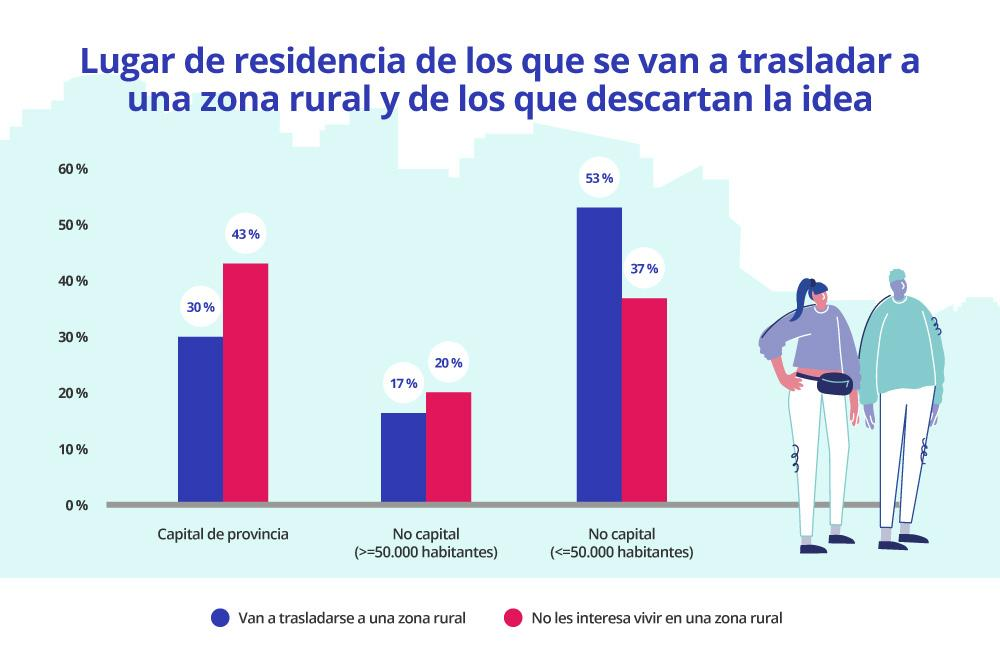 Lugar de residencia de los que se van a trasladar a
una zona rural y de los que descartan la idea
60 %
50 %
40 %
30 %
20 %
10 %
0 %
30 %
43 %
17 %
20 %
53 %
37 %
Capital de provincia
No capital
(>=50.000 habitantes)
No capital
(<=50.000 habitantes)
Van a trasladarse a una zona rural
No les interesa vivir en una zona rural